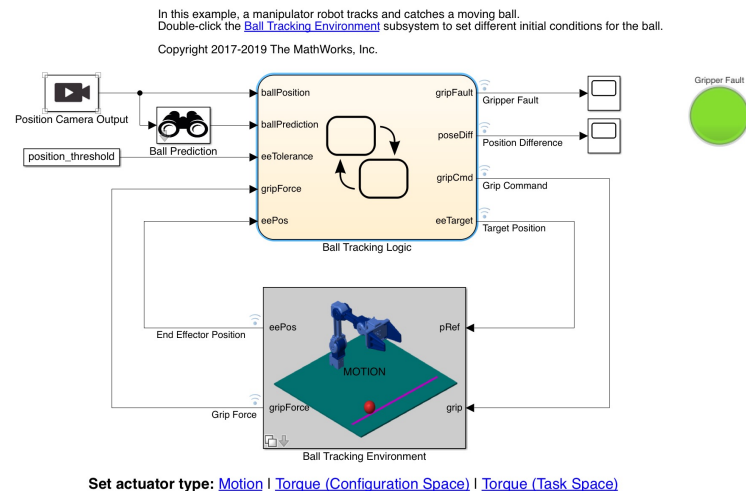 In this example, a manipulator robot tracks and catches a moving ball.
Double-click the Ball Tracking Environment subsystem to set different initial conditions for the ball.
Copyright 2017-2019 The MathWorks, Inc.
Position Camera Output
Ball Prediction
position_threshold
ballPosition
ballPrediction
eeTolerance
gripForce
eePos
gripFault
poseDiff
gripCmd
eeTarget
Ball Tracking Logic
Gripper Fault
Position Difference
Grip Command
Target Position
Gripper Fault
End Effector Position
Grip Force
eePos
gripForce
MOTION
pRef
grip
Ball Tracking Environment
Set actuator type: Motion | Torque (Configuration Space) | Torque (Task Space)